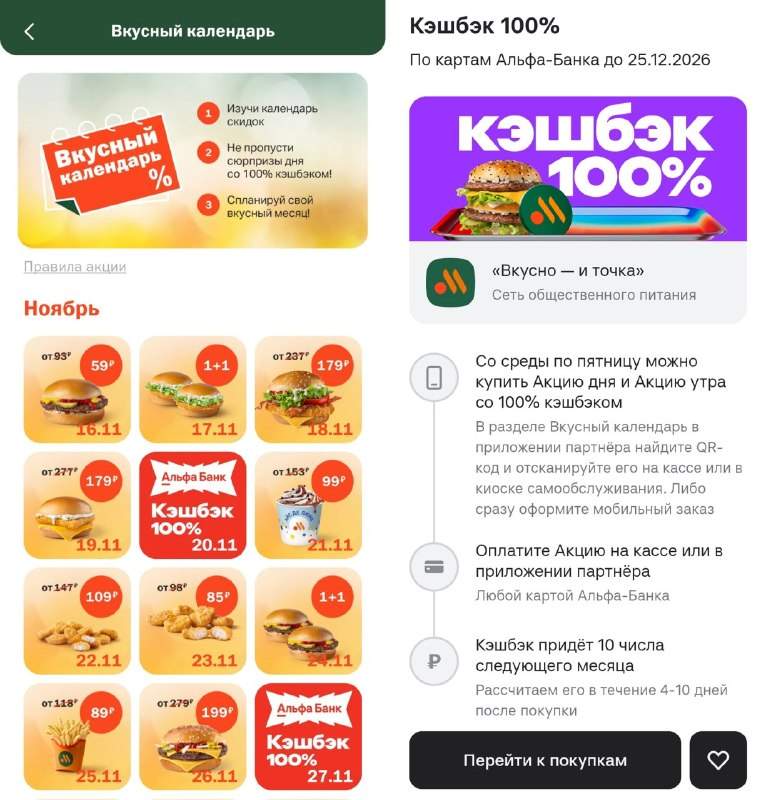 Вкусный календарь
Вкусный
календарь
%
1 Изучи календарь
скидок
2 Не пропусти
сюрпризы дня
со 100% кэшбэком!
3 Спланируй свой
вкусный месяц!
Правила акции
Ноябрь
от 93₽ 59₽
16.11
1+1
17.11
от 237₽ 179₽
18.11
от 277₽ 179₽
19.11
Альфа Банк
Кэшбэк
100%
20.11
от 153₽ 99₽
21.11
от 147₽ 109₽
22.11
от 98₽ 85₽
23.11
1+1
24.11
от 118₽ 89₽
25.11
от 279₽ 199₽
26.11
Альфа Банк
Кэшбэк
100%
27.11
Кэшбэк 100%
По картам Альфа-Банка до 25.12.2026
кэшбэк
100%
«Вкусно — и точка»
Сеть общественного питания
Со среды по пятницу можно
купить Акцию дня и Акцию утра
со 100% кэшбэком
В разделе Вкусный календарь в
приложении партнёра найдите QR-
код и отсканируйте его на кассе или в
киоске самообслуживания. Либо
сразу оформите мобильный заказ
Оплатите Акцию на кассе или в
приложении партнёра
Любой картой Альфа-Банка
₽
Кэшбэк придёт 10 числа
следующего месяца
Рассчитаем его в течение 4-10 дней
после покупки
Перейти к покупкам